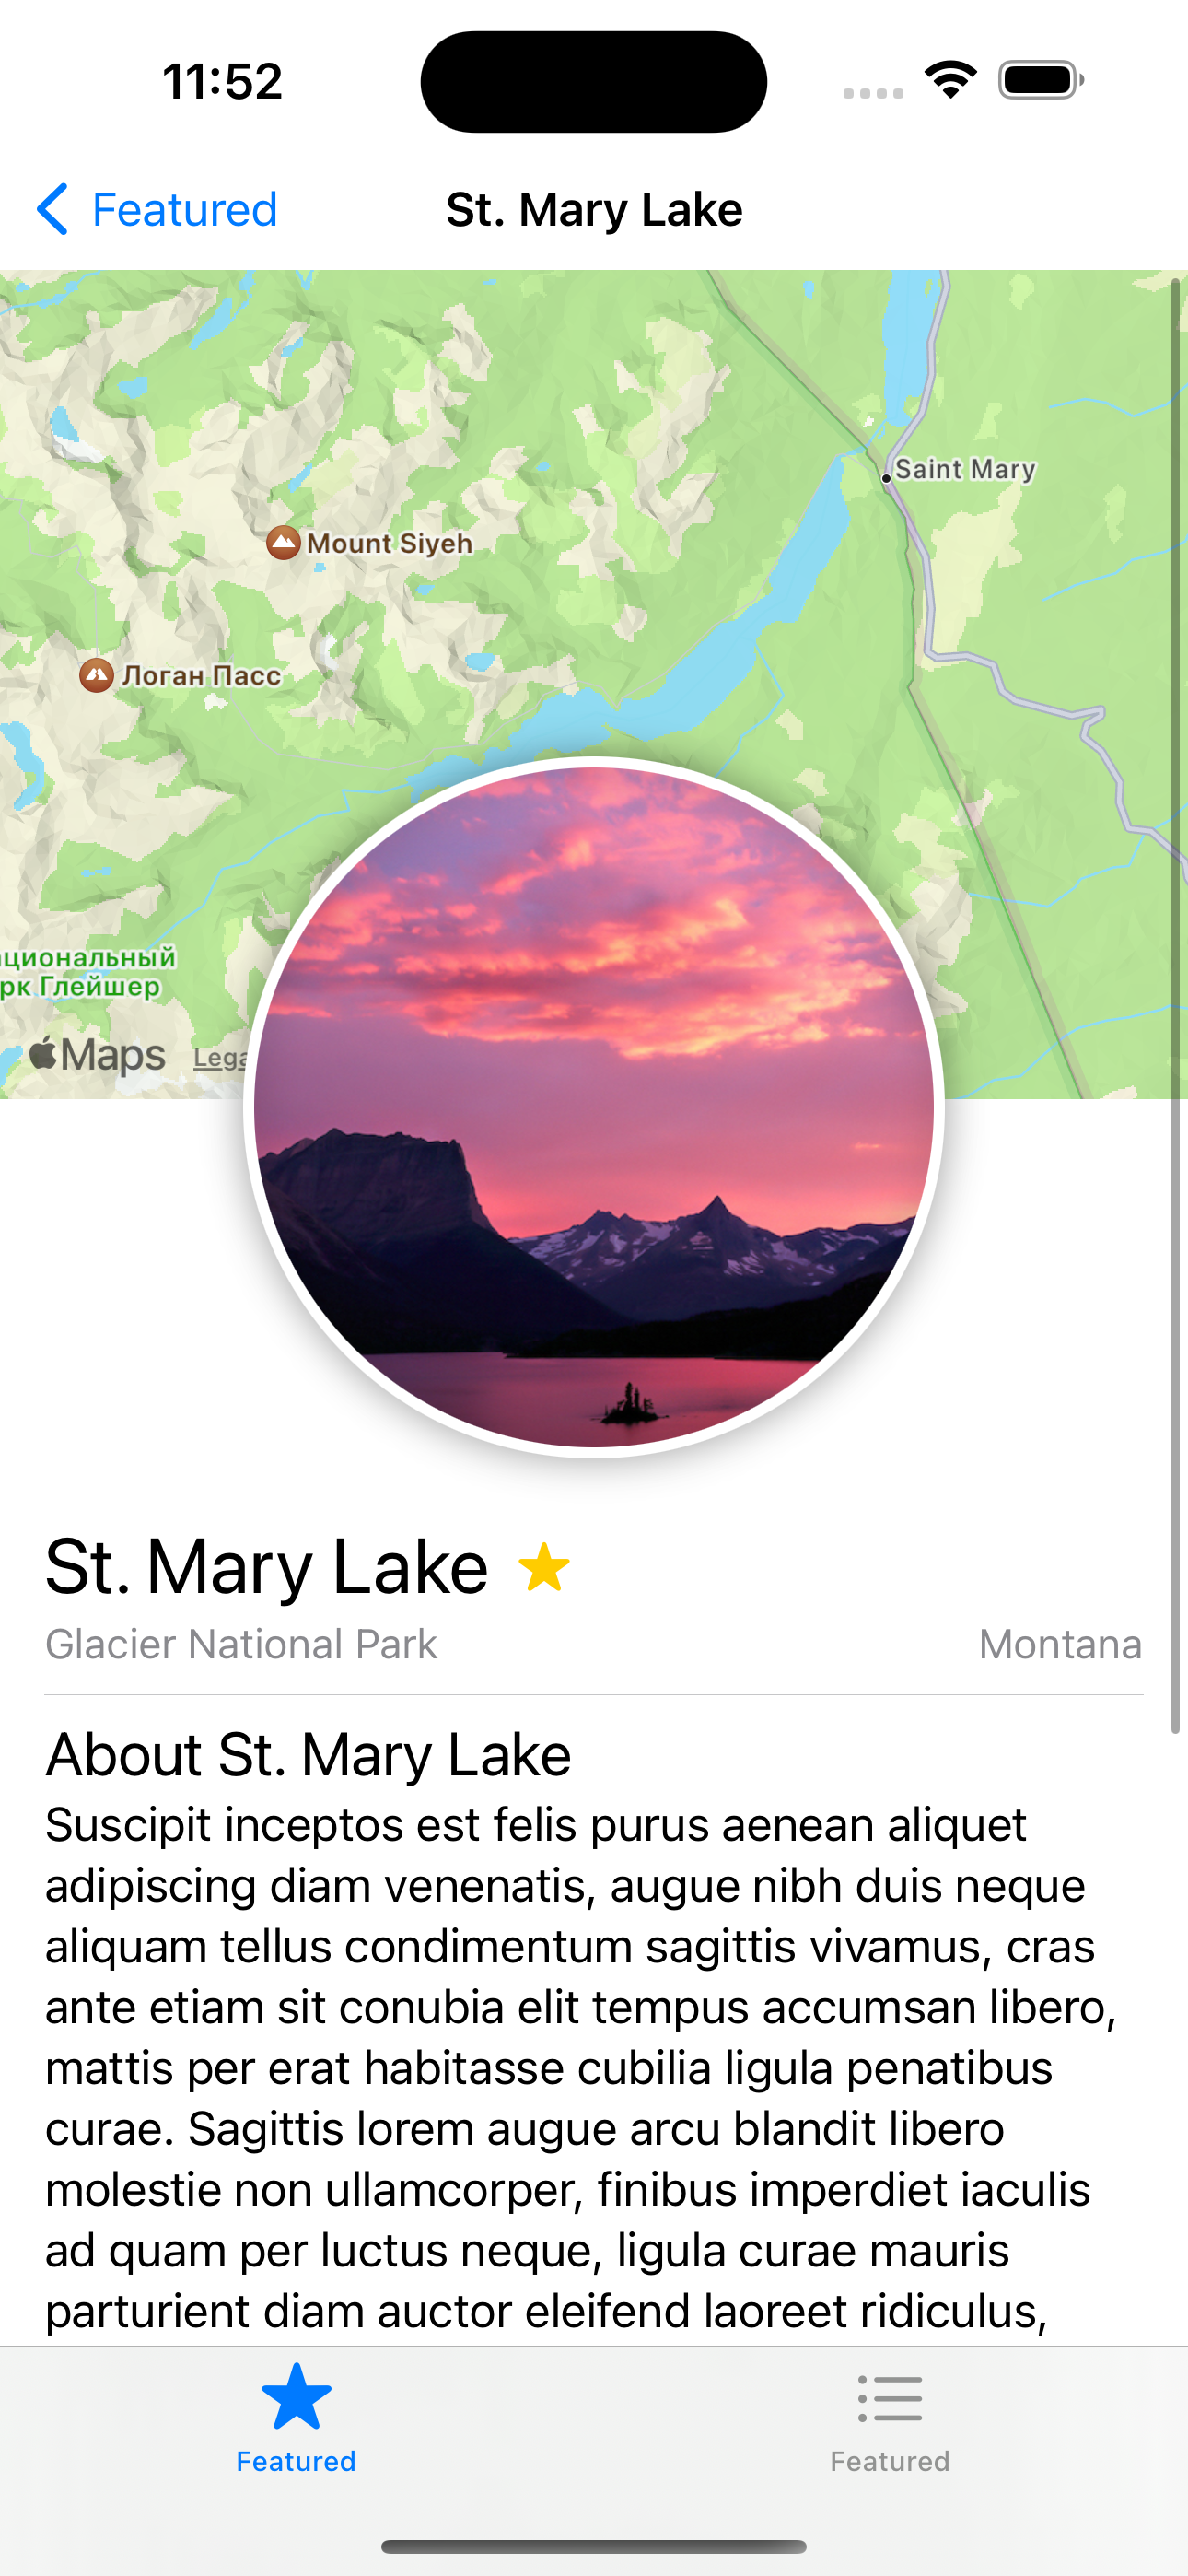 11:52
Featured
St. Mary Lake
Saint Mary
Mount Siyeh
Логан Пасс
циональный
рк Глейшер
Maps
Lega
St. Mary Lake
Glacier National Park
Montana
About St. Mary Lake
Suscipit inceptos est felis purus aenean aliquet
adipiscing diam venenatis, augue nibh duis neque
aliquam tellus condimentum sagittis vivamus, cras
ante etiam sit conubia elit tempus accumsan libero,
mattis per erat habitasse cubilia ligula penatibus
curae. Sagittis lorem augue arcu blandit libero
molestie non ullamcorper, finibus imperdiet iaculis
ad quam per luctus neque, ligula curae mauris
parturient diam auctor eleifend laoreet ridiculus,
Featured
Featured